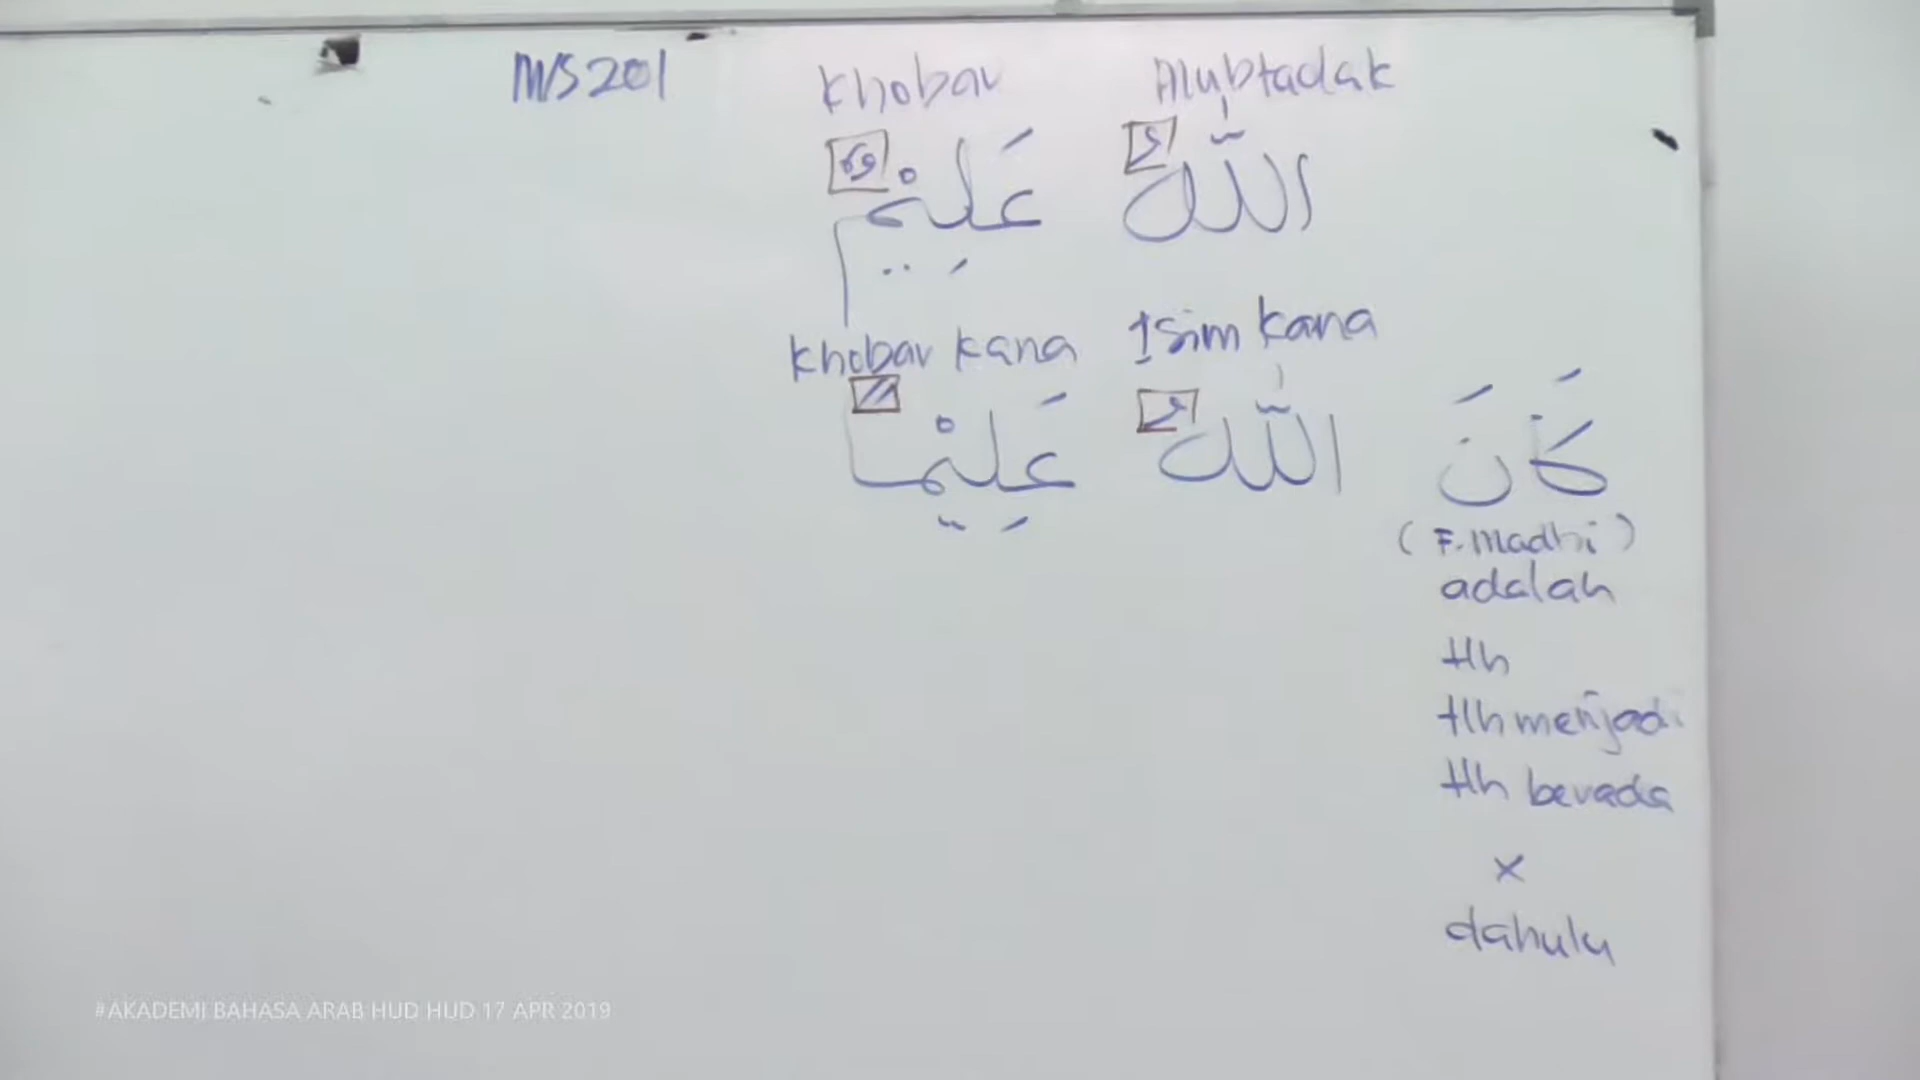 M/S 201 Khobar Mubtadak
اللّٰهُ عَلِيْمٌ
Khobar kana Isim kana
كَانَ اللّٰهُ عَلِيْمًا
(F. madhi)
adalah
tlh
tlh menjadi
tlh berada
x
dahulu
#AKADEMI BAHASA ARAB HUD HUD 17 APR 2019